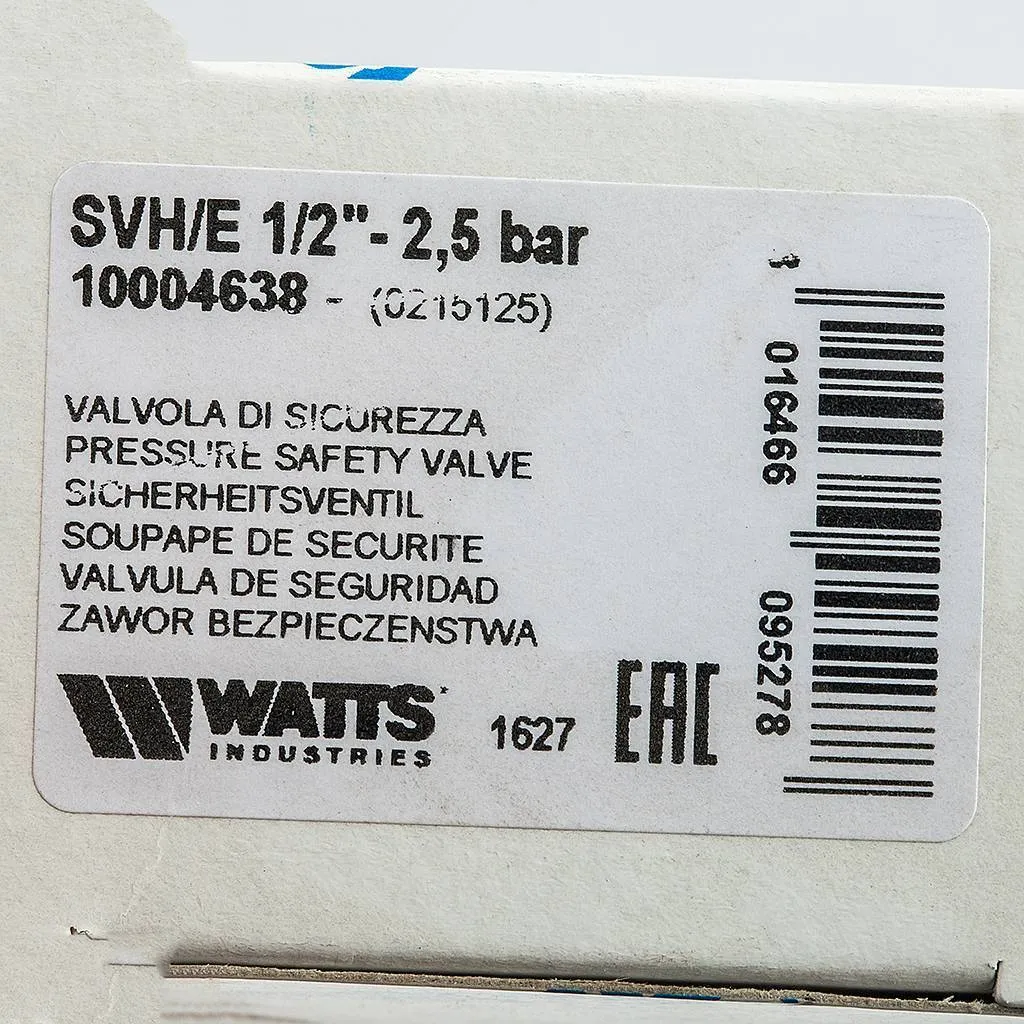 SVH/E 1/2"- 2,5 bar
10004638 - (0215125)
VALVOLA DI SICUREZZA
PRESSURE SAFETY VALVE
SICHERHEITSVENTIL
SOUPAPE DE SECURITE
VALVULA DE SEGURIDAD
ZAWOR BEZPIECZENSTWA
WATTS
INDUSTRIES
1627
EAC
016466 095278